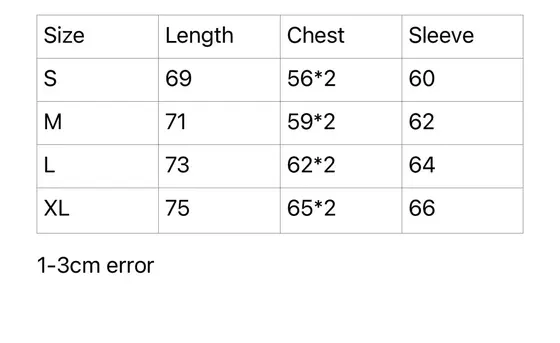 Size Length Chest Sleeve
S 69 56*2 60
M 71 59*2 62
L 73 62*2 64
XL 75 65*2 66
1-3cm error